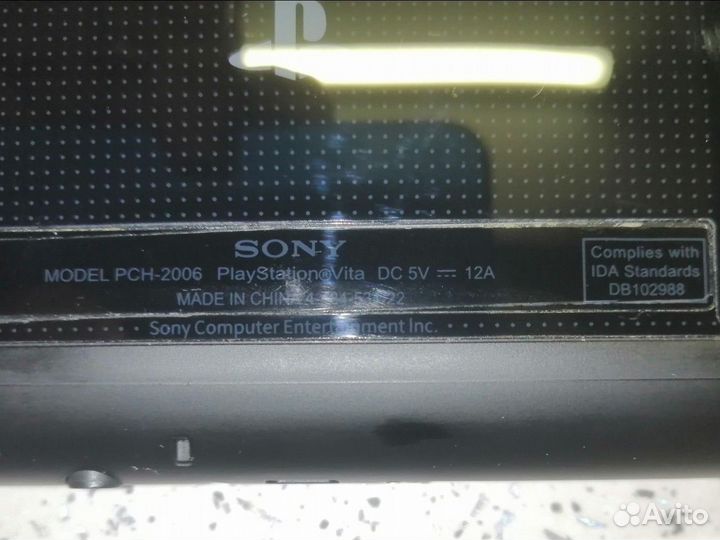 SONY
MODEL PCH-2006 PlayStation®Vita DC 5V ⎓ 12A
MADE IN CHINA
Sony Computer Entertainment Inc.
Complies with
IDA Standards
DB102988
Avito